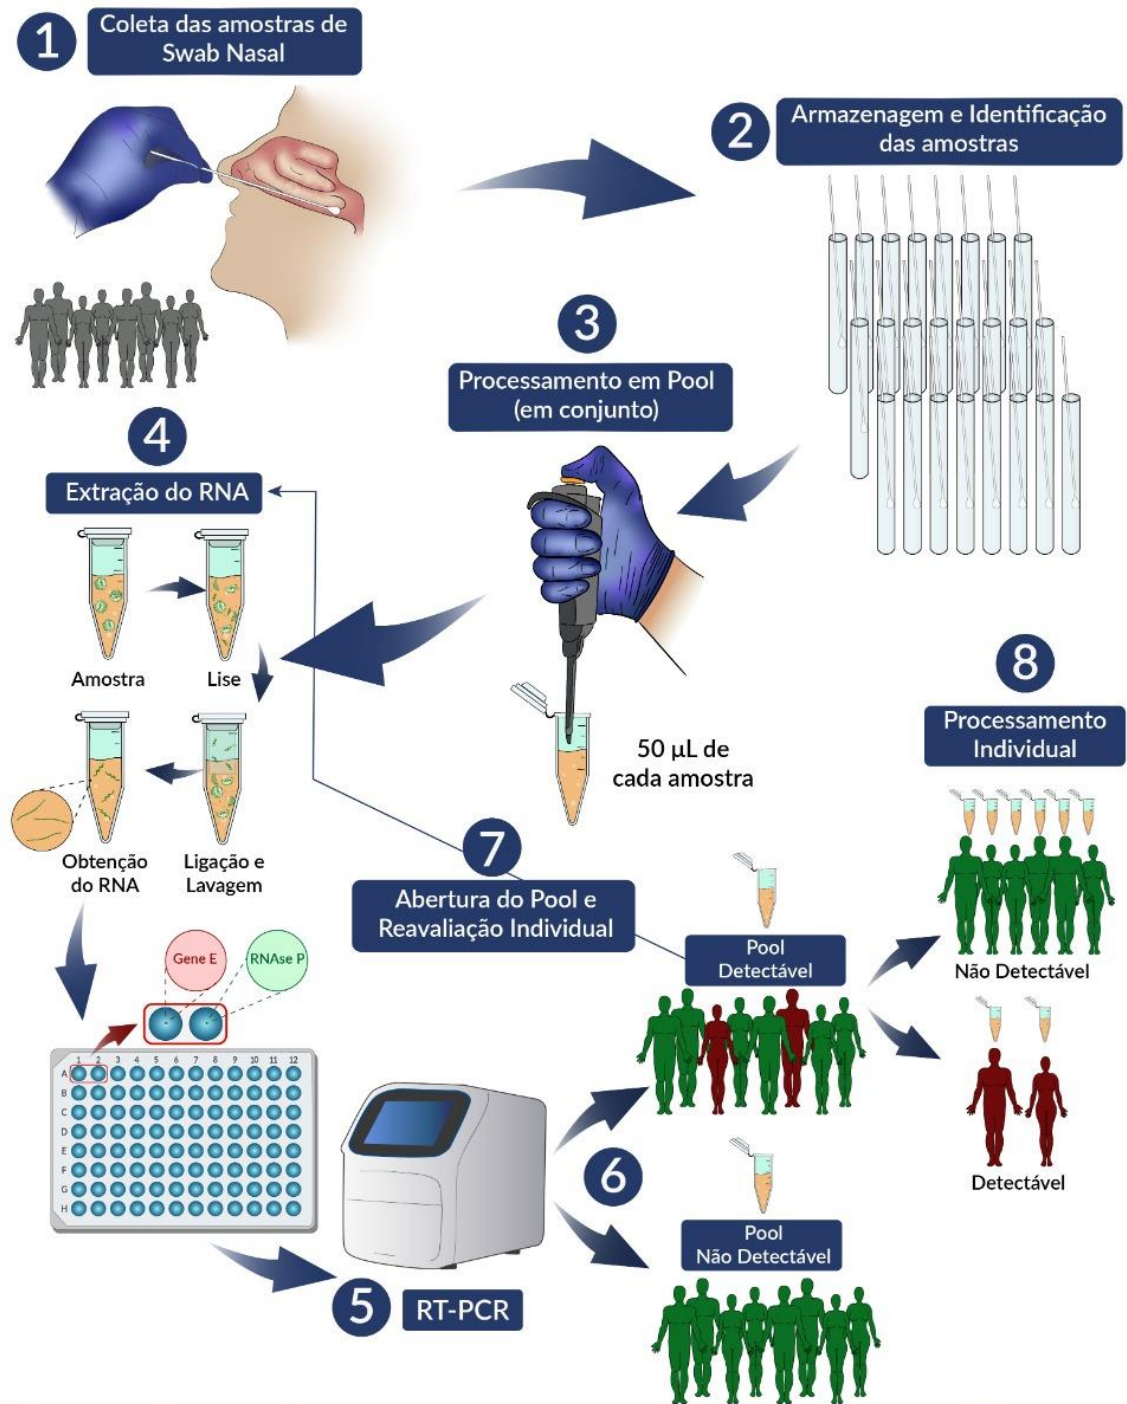 1
Coleta das amostras de
Swab Nasal
2
Armazenagem e Identificação
das amostras
3
Processamento em Pool
(em conjunto)
50 µL de
cada amostra
4
Extração do RNA
Amostra
Lise
Ligação e
Lavagem
Obtenção
do RNA
Gene E
RNAse P
1 2 3 4 5 6 7 8 9 10 11 12
A
B
C
D
E
F
G
H
5
RT-PCR
6
Pool
Detectável
Pool
Não Detectável
7
Abertura do Pool e
Reavaliação Individual
8
Processamento
Individual
Não Detectável
Detectável